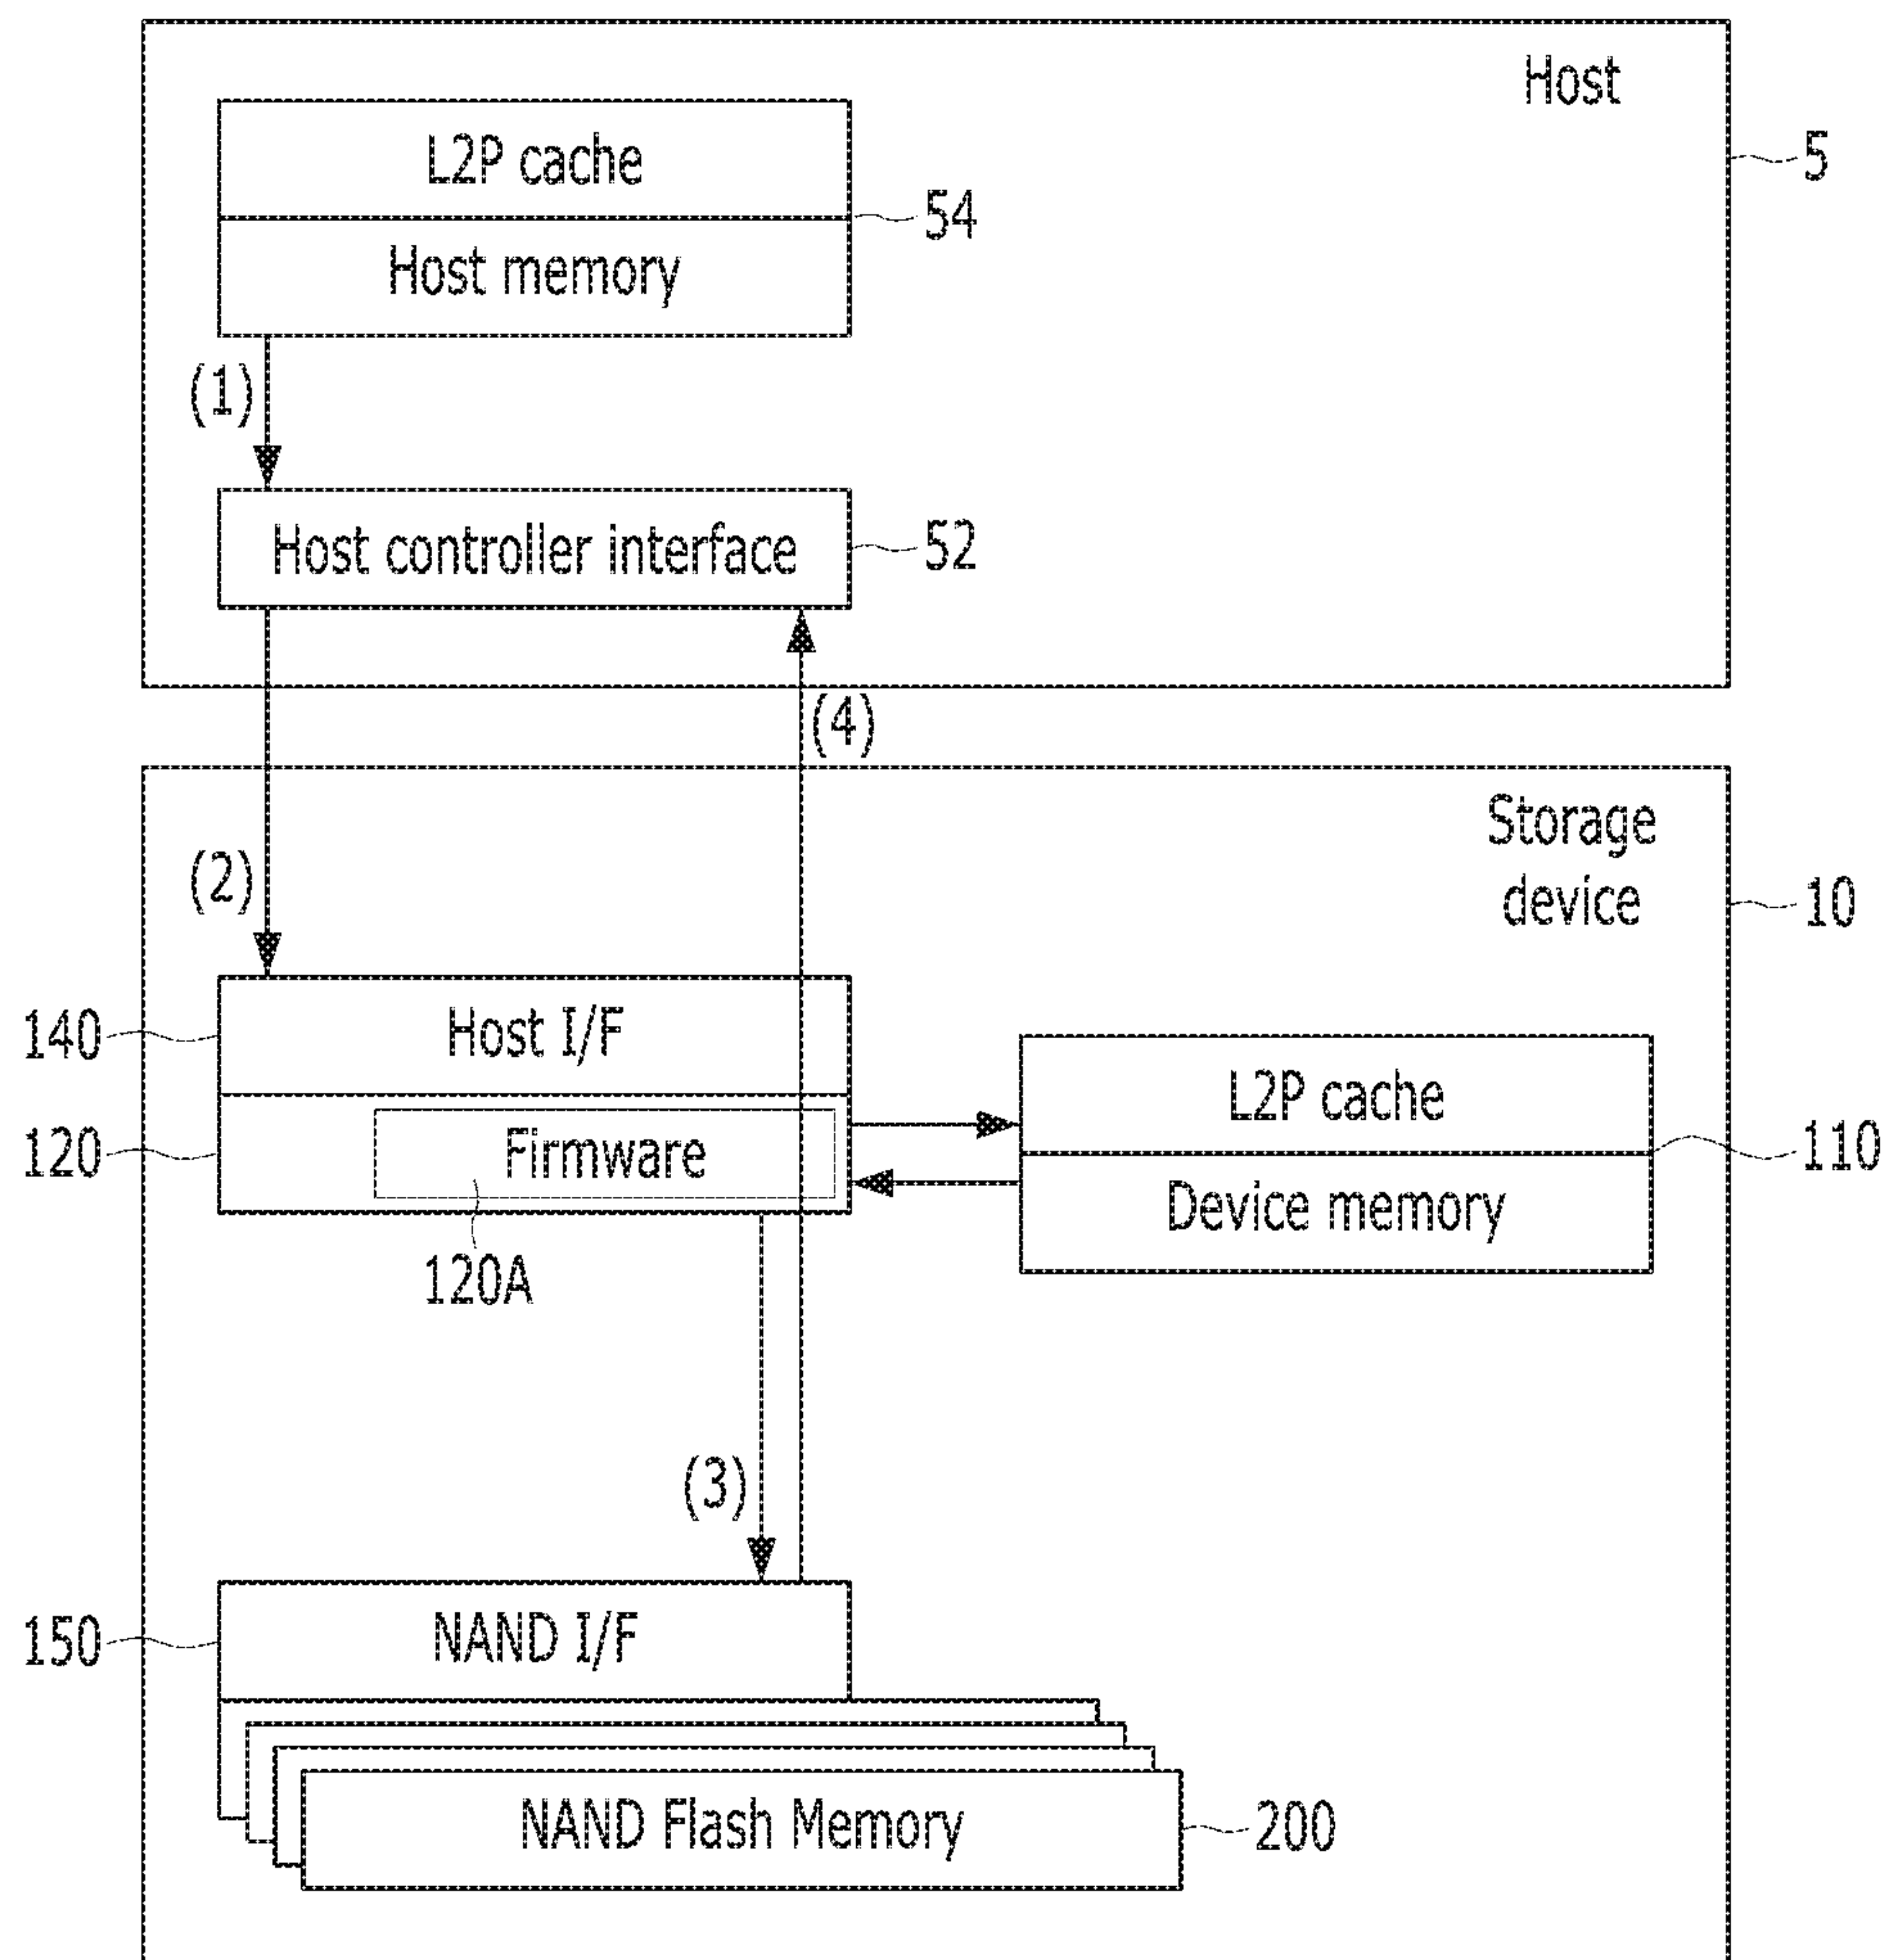 Host
5
L2P cache
54
Host memory
(1)
Host controller interface
52
(4)
Storage
device
10
(2)
140
Host I/F
L2P cache
110
120
Firmware
Device memory
120A
(3)
150
NAND I/F
NAND Flash Memory
200